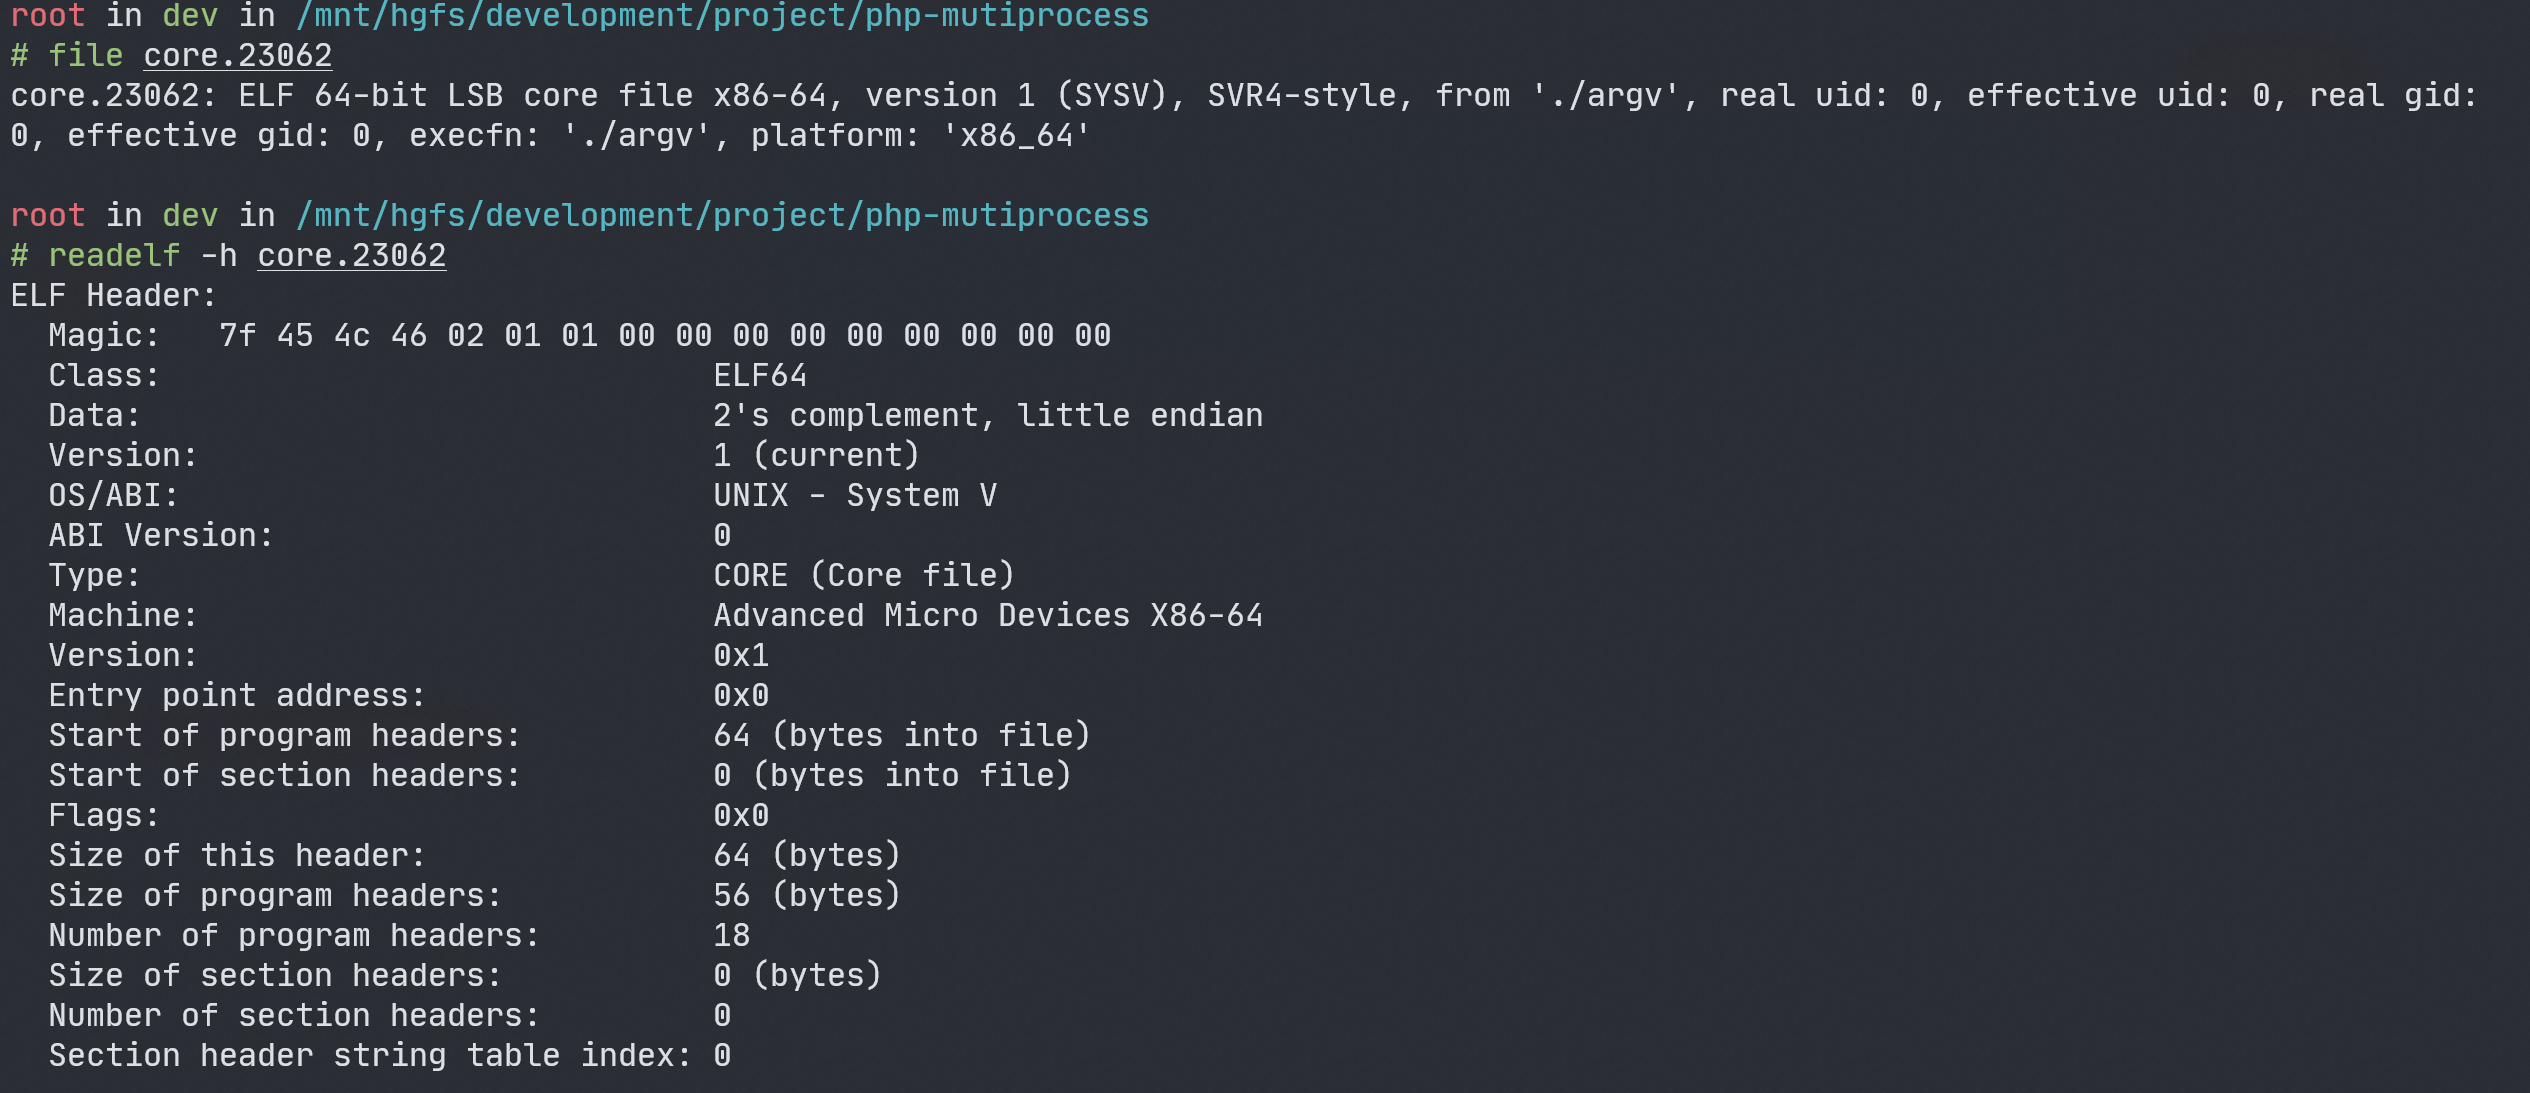 root in dev in /mnt/hgfs/development/project/php-mutiprocess
# file core.23062
core.23062: ELF 64-bit LSB core file x86-64, version 1 (SYSV), SVR4-style, from './argv', real uid: 0, effective uid: 0, real gid:
0, effective gid: 0, execfn: './argv', platform: 'x86_64'
root in dev in /mnt/hgfs/development/project/php-mutiprocess
# readelf -h core.23062
ELF Header:
  Magic:   7f 45 4c 46 02 01 01 00 00 00 00 00 00 00 00 00
  Class:                             ELF64
  Data:                              2's complement, little endian
  Version:                           1 (current)
  OS/ABI:                            UNIX - System V
  ABI Version:                       0
  Type:                              CORE (Core file)
  Machine:                           Advanced Micro Devices X86-64
  Version:                           0x1
  Entry point address:               0x0
  Start of program headers:          64 (bytes into file)
  Start of section headers:          0 (bytes into file)
  Flags:                             0x0
  Size of this header:               64 (bytes)
  Size of program headers:           56 (bytes)
  Number of program headers:         18
  Size of section headers:           0 (bytes)
  Number of section headers:         0
  Section header string table index: 0